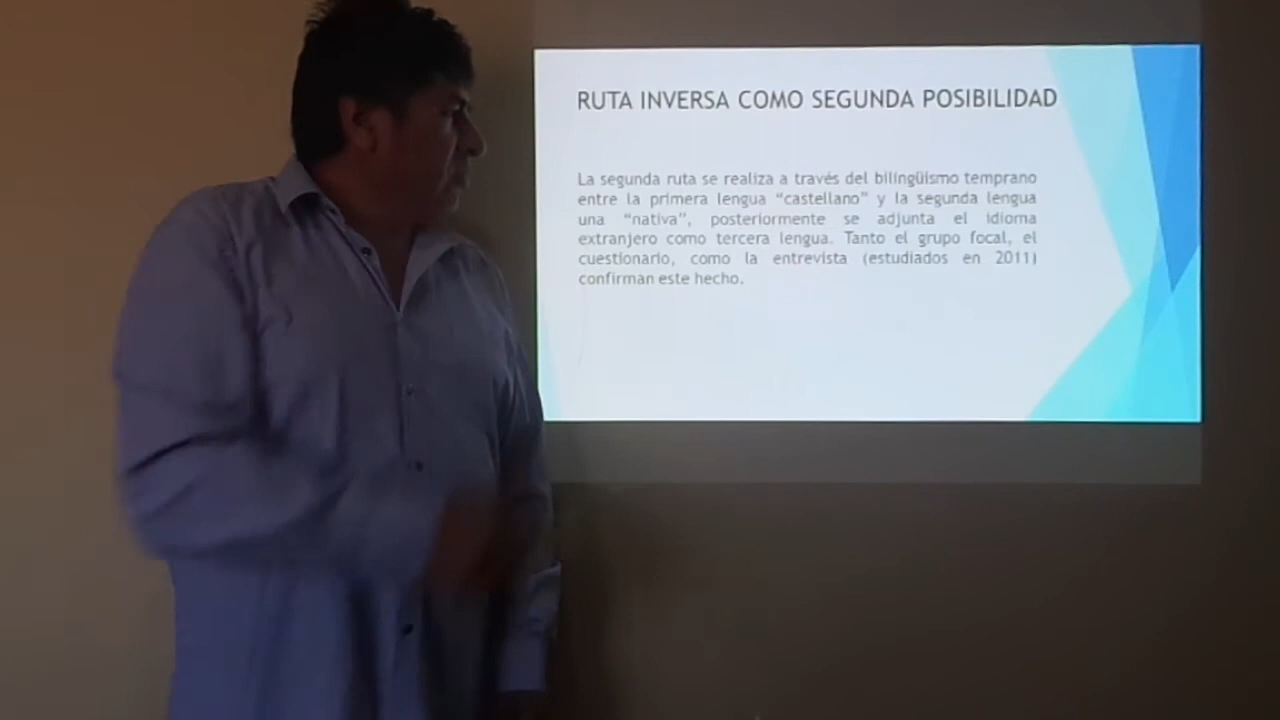 RUTA INVERSA COMO SEGUNDA POSIBILIDAD
La segunda ruta se realiza a través del bilingüismo temprano
entre la primera lengua “castellano” y la segunda lengua
una “nativa”, posteriormente se adjunta el idioma
extranjero como tercera lengua. Tanto el grupo focal, el
cuestionario, como la entrevista (estudiados en 2011)
confirman este hecho.